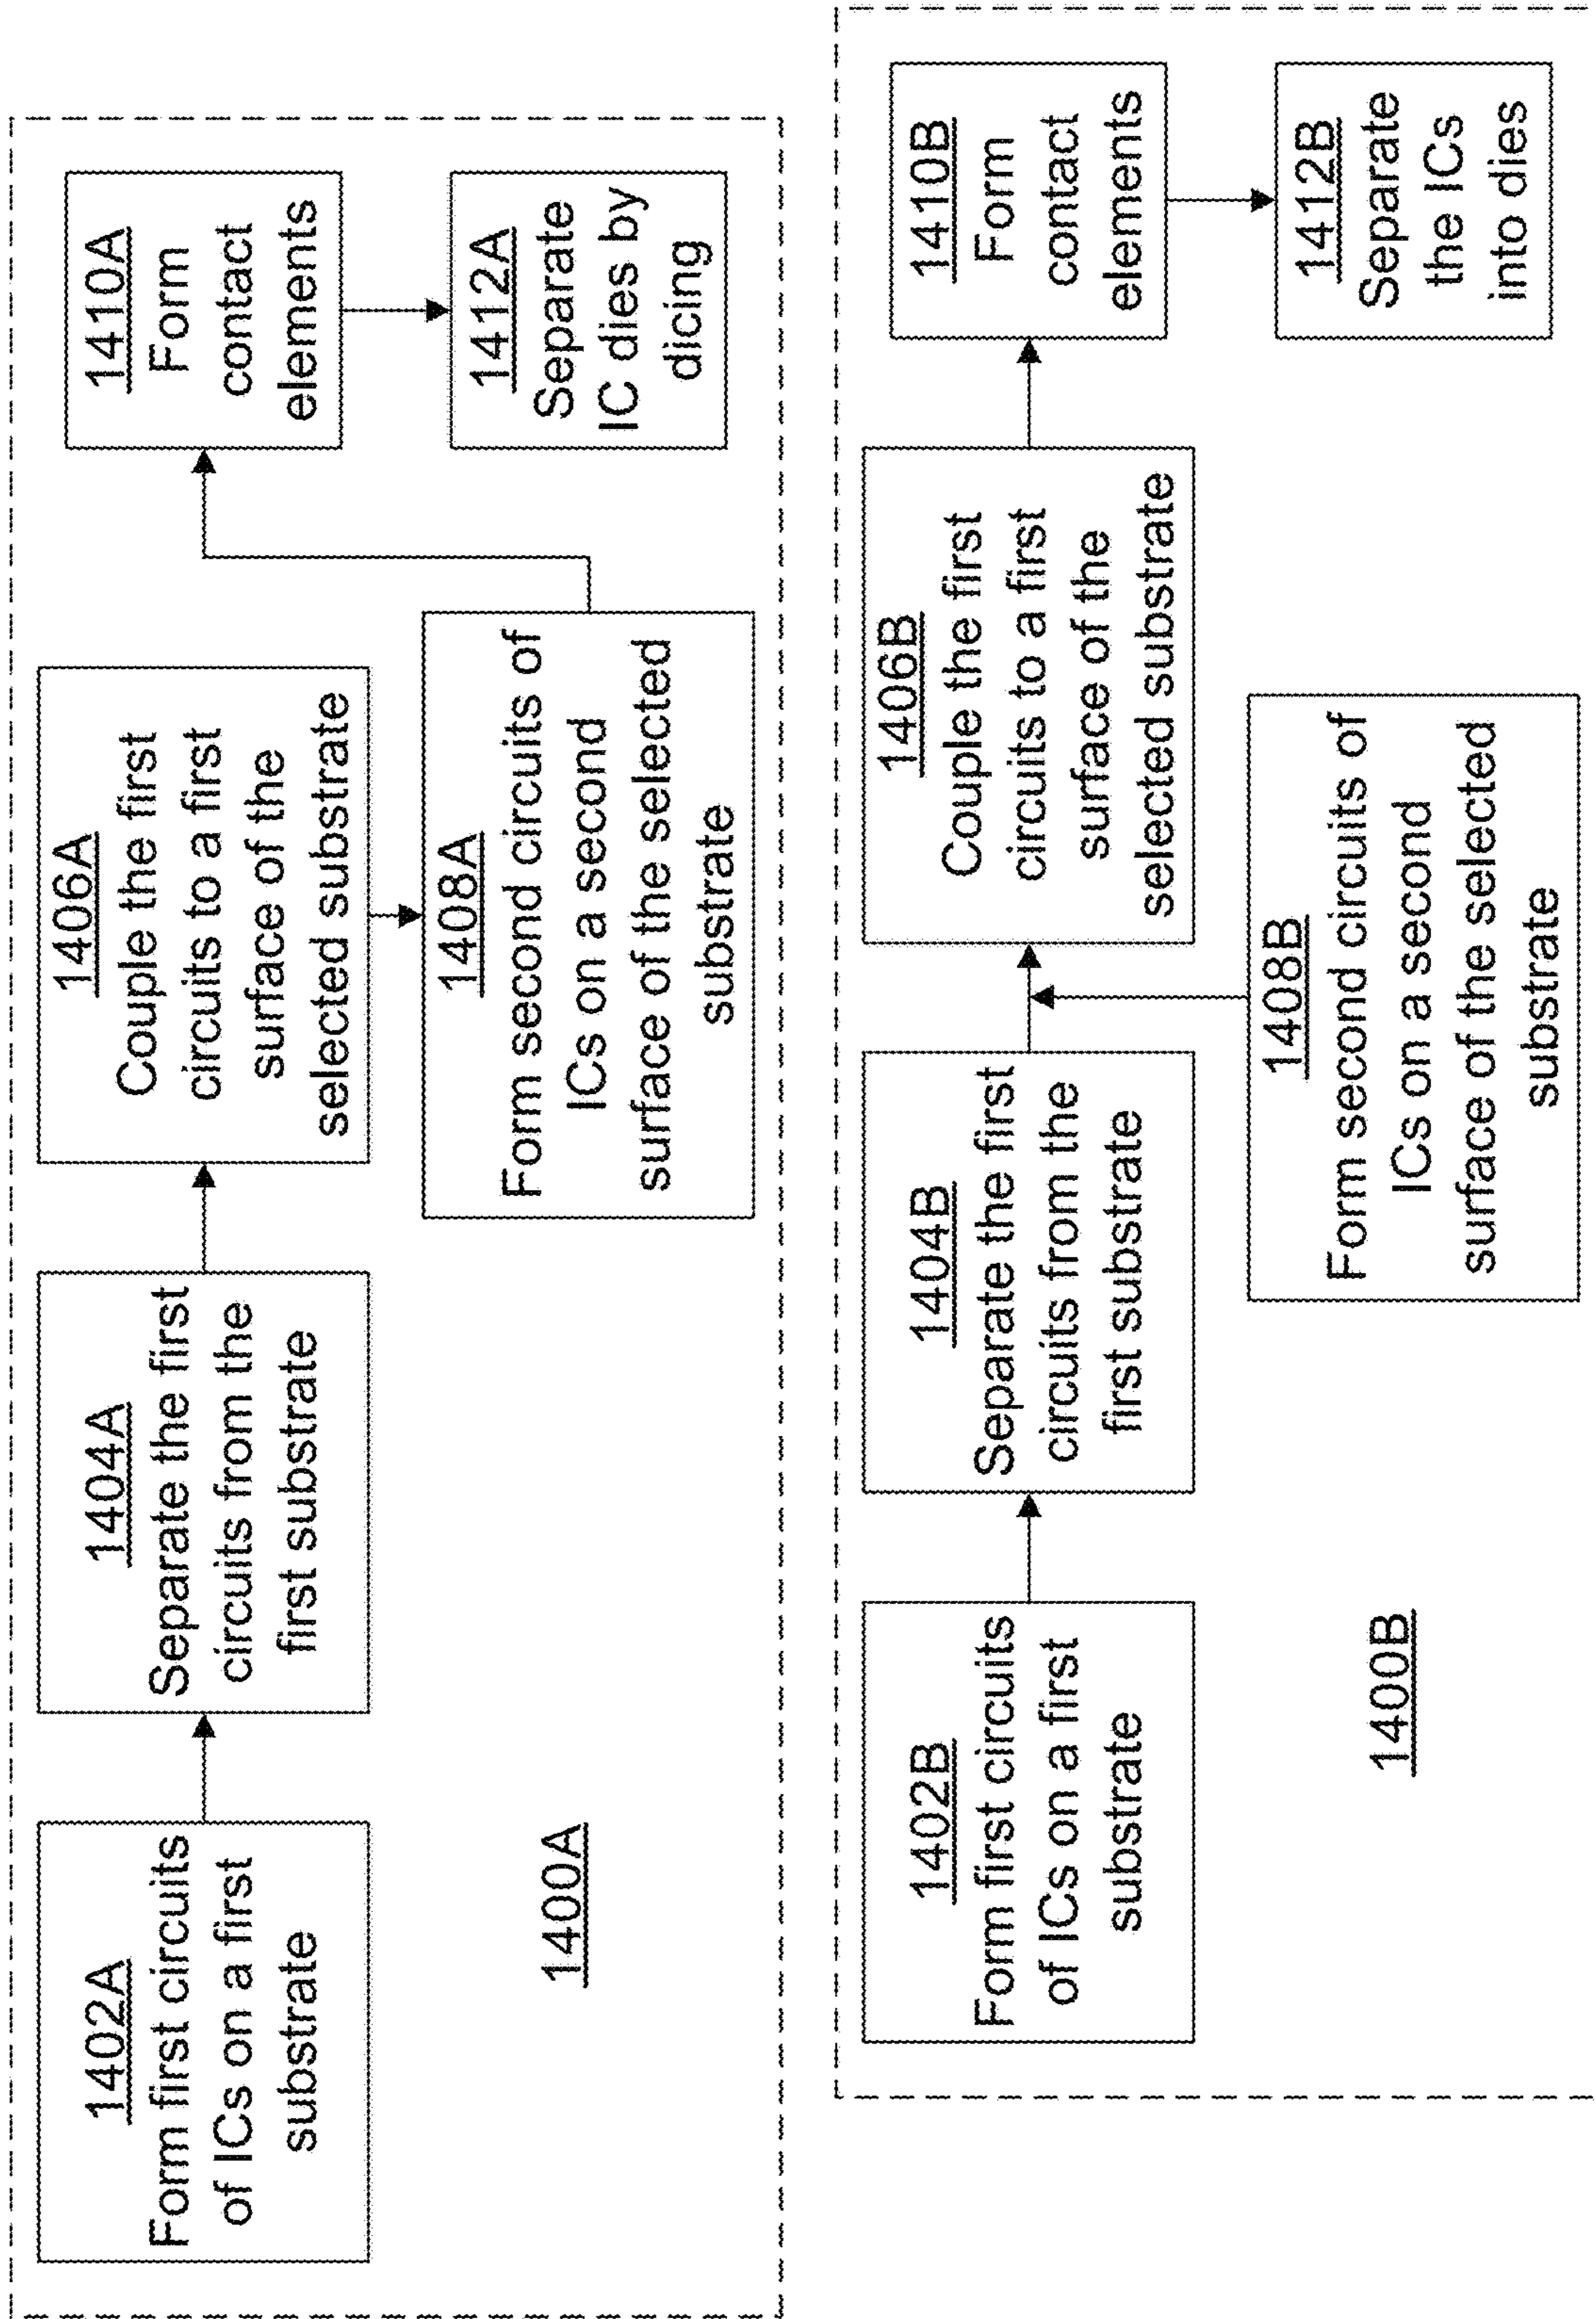 1402A
Form first circuits
of ICs on a first
substrate
1404A
Separate the first
circuits from the
first substrate
1406A
Couple the first
circuits to a first
surface of the
selected substrate
1408A
Form second circuits of
ICs on a second
surface of the selected
substrate
1410A
Form
contact
elements
1412A
Separate
IC dies by
dicing
1400A
1402B
Form first circuits
of ICs on a first
substrate
1404B
Separate the first
circuits from the
first substrate
1406B
Couple the first
circuits to a first
surface of the
selected substrate
1408B
Form second circuits of
ICs on a second
surface of the selected
substrate
1410B
Form
contact
elements
1412B
Separate
the ICs
into dies
1400B